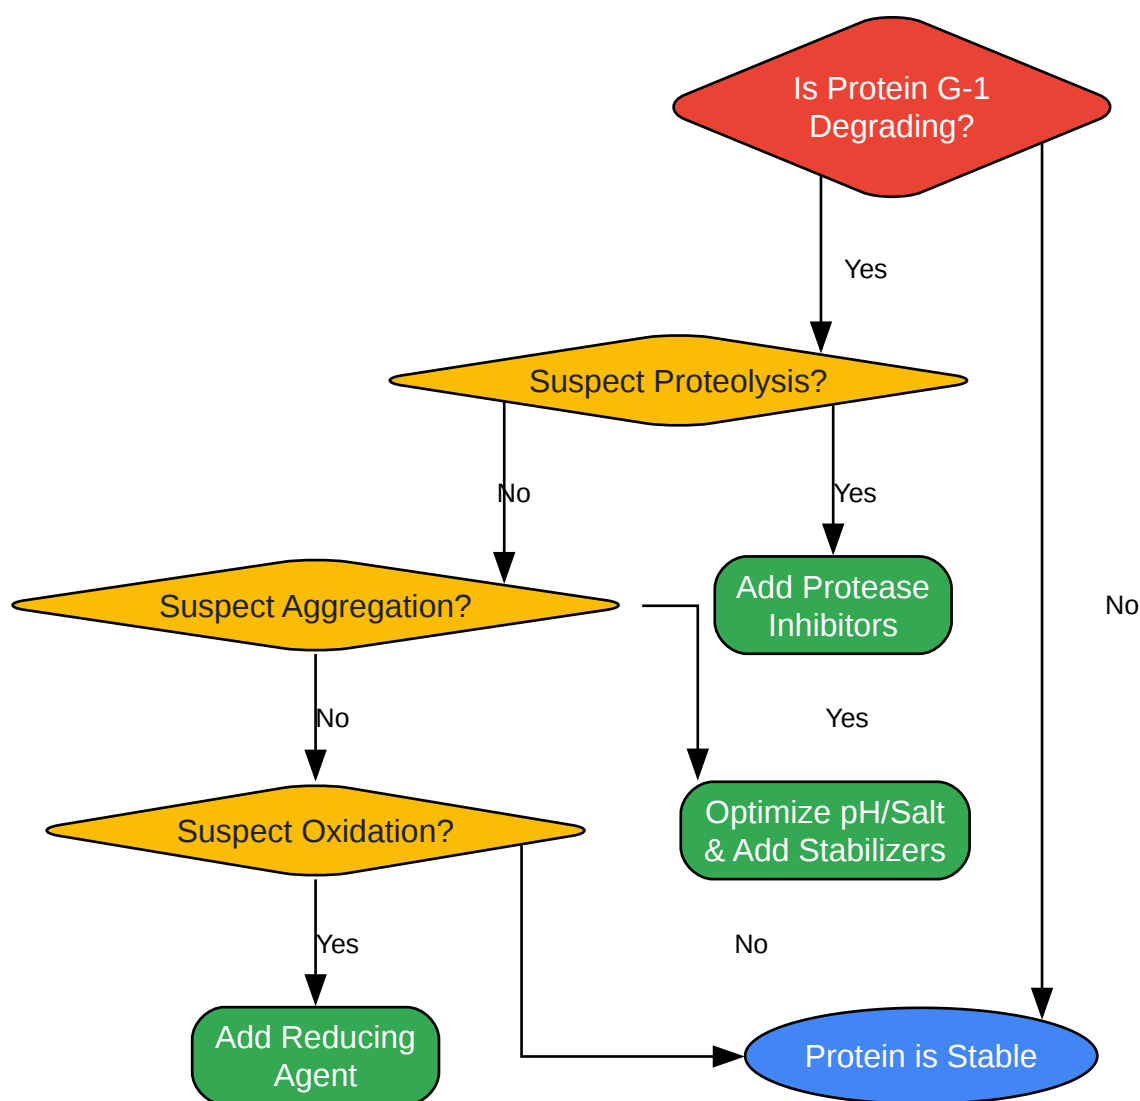 Is Protein G-1
Degrading?
Yes
Suspect Proteolysis?
No
Yes
Suspect Aggregation?
Add Protease
Inhibitors
No
No
Yes
Suspect Oxidation?
Optimize pH/Salt
& Add Stabilizers
Yes
No
Add Reducing
Agent
Protein is Stable